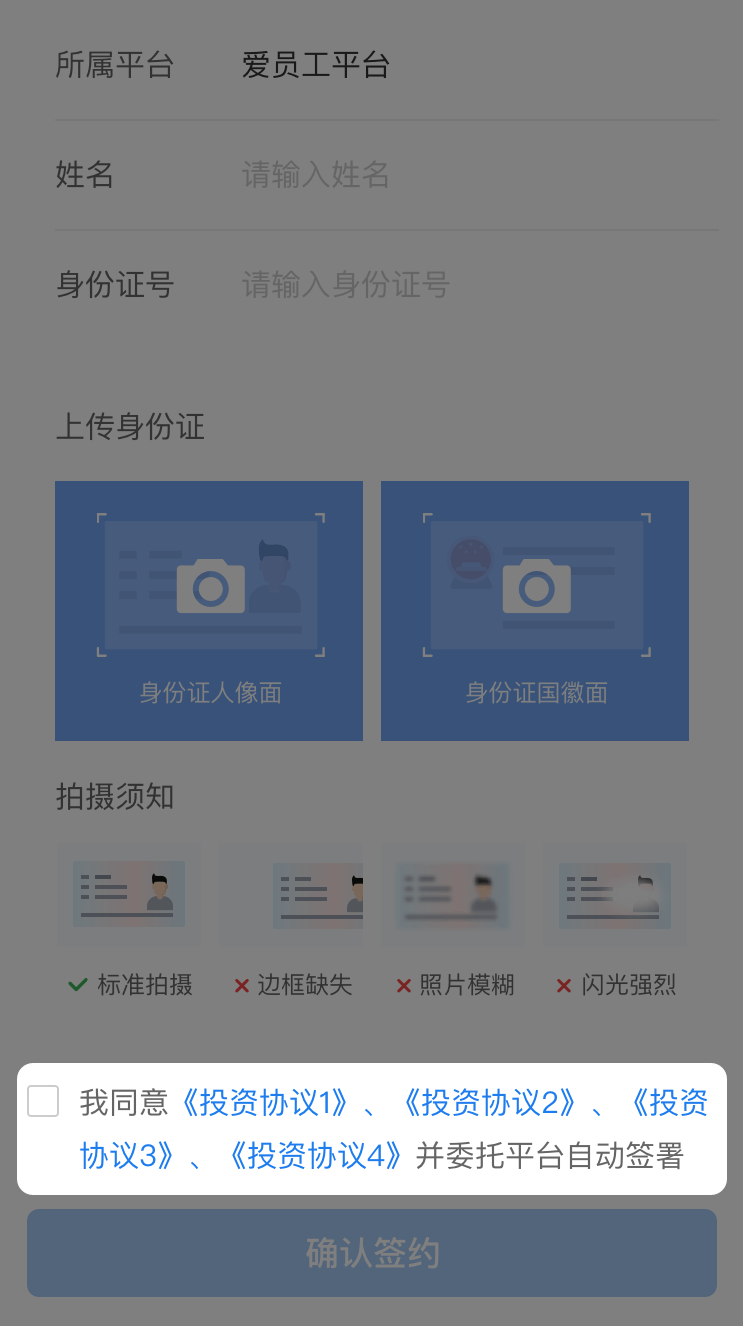 所属平台 爱员工平台
姓名 请输入姓名
身份证号 请输入身份证号
上传身份证
身份证人像面 身份证国徽面
拍摄须知
标准拍摄 边框缺失 照片模糊 闪光强烈
我同意《投资协议1》、《投资协议2》、《投资
协议3》、《投资协议4》并委托平台自动签署
确认签约